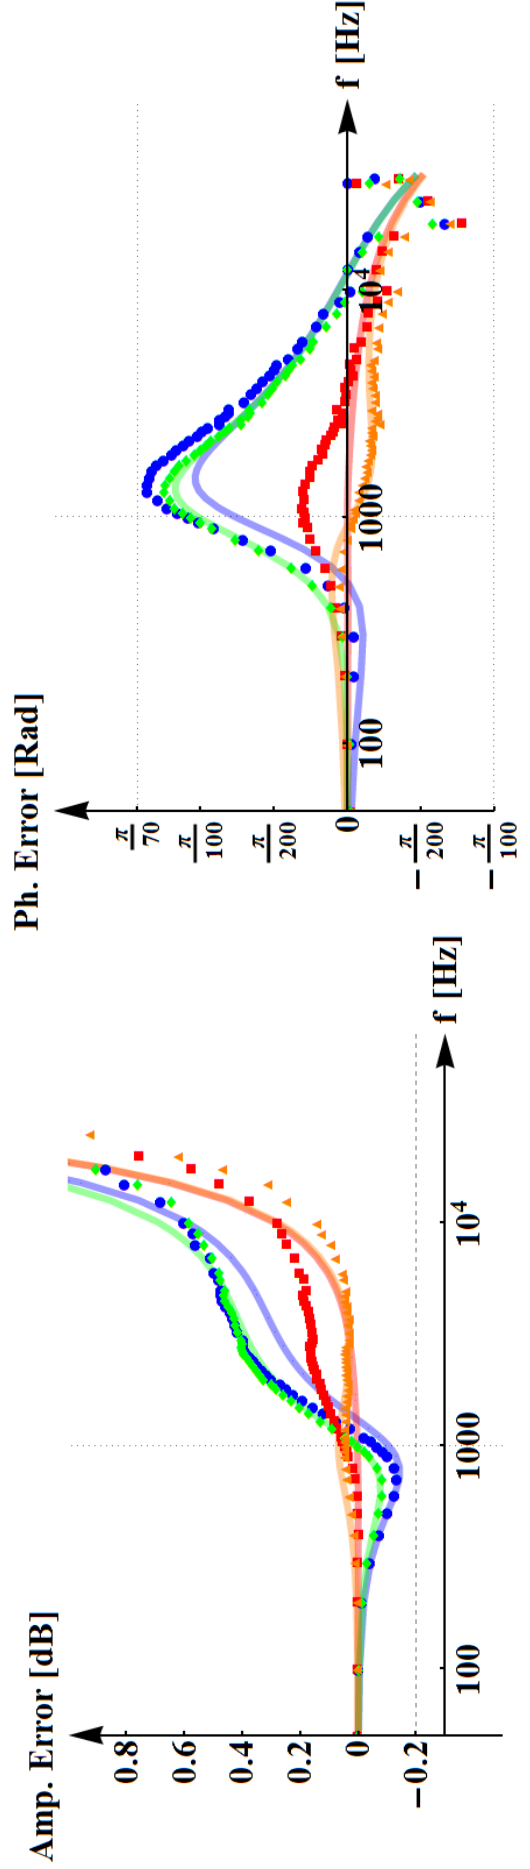 Amp. Error [dB]
0.8
0.6
0.4
0.2
0
−0.2
100
1000
10^4
f [Hz]
Ph. Error [Rad]
π/70
π/100
π/200
0
−π/200
−π/100
100
1000
10^4
f [Hz]